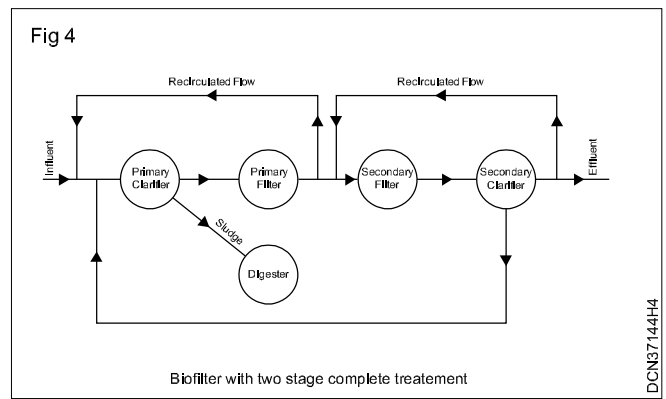 Fig 4
Recirculated Flow
Recirculated Flow
Influent
Primary
Clarifier
Primary
Filter
Secondary
Filter
Secondary
Clarifier
Effluent
Sludge
Digester
Biofilter with two stage complete treatement
DCN37144H4